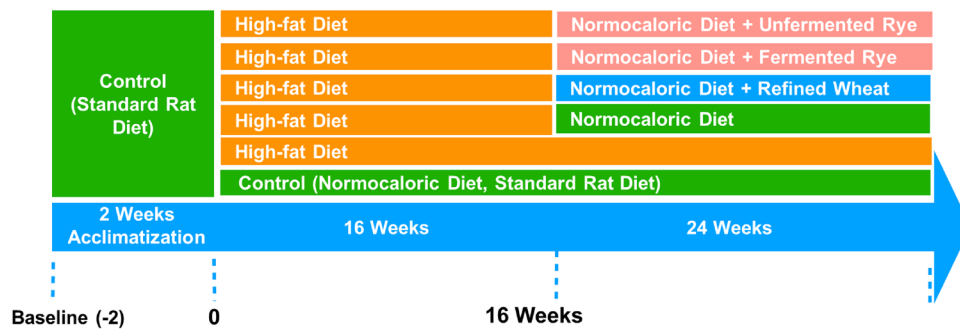 Control
(Standard Rat
Diet)
High-fat Diet
Normocaloric Diet + Unfermented Rye
High-fat Diet
Normocaloric Diet + Fermented Rye
High-fat Diet
Normocaloric Diet + Refined Wheat
High-fat Diet
Normocaloric Diet
High-fat Diet
Control (Normocaloric Diet, Standard Rat Diet)
2 Weeks
Acclimatization
16 Weeks
24 Weeks
Baseline (-2)
0
16 Weeks